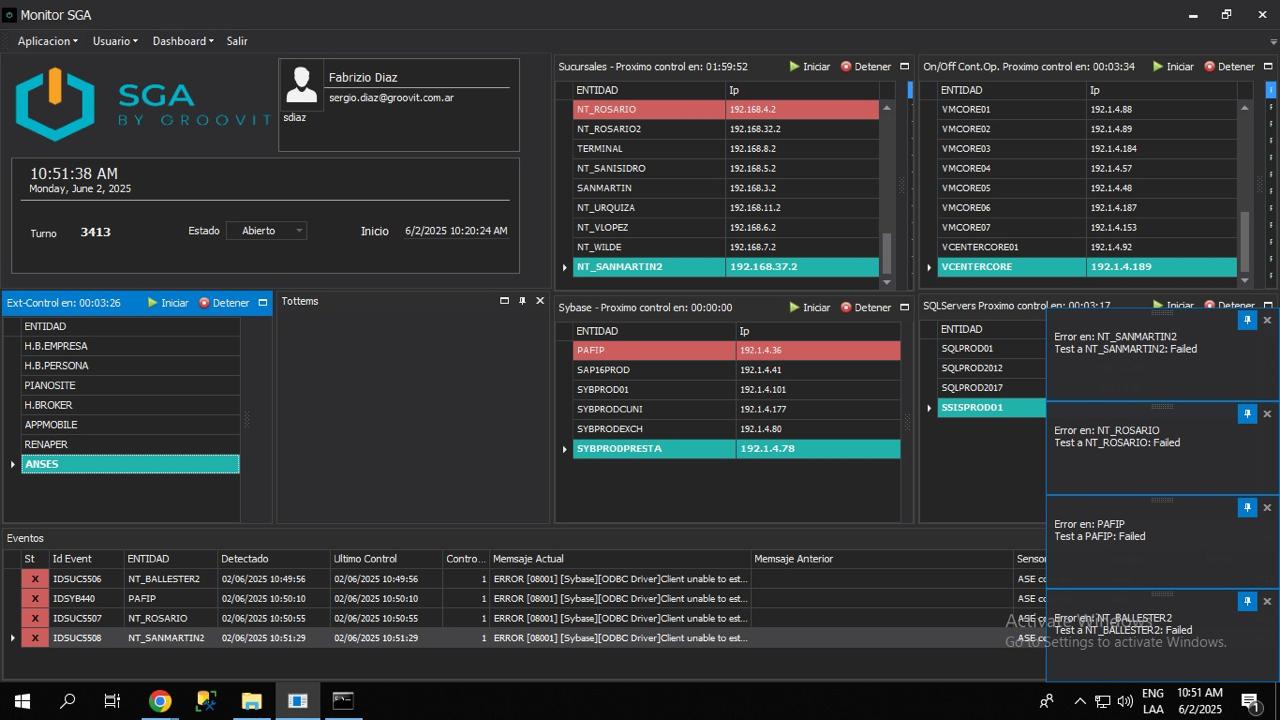 Monitor SGA
Aplicacion Usuario Dashboard Salir
SGA
BY GROOVIT
Fabrizio Diaz
sergio.diaz@groovit.com.ar
sdiaz
10:51:38 AM
Monday, June 2, 2025
Turno 3413 Estado Abierto Inicio 6/2/2025 10:20:24 AM
Sucursales - Proximo control en: 01:59:52 Iniciar Detener
ENTIDAD Ip
NT_ROSARIO 192.168.4.2
NT_ROSARIO2 192.168.32.2
TERMINAL 192.168.8.2
NT_SANISIDRO 192.168.5.2
SANMARTIN 192.168.3.2
NT_URQUIZA 192.168.11.2
NT_VLOPEZ 192.168.6.2
NT_WILDE 192.168.7.2
NT_SANMARTIN2 192.168.37.2
On/Off Cont.Op. Proximo control en: 00:03:34 Iniciar Detener
ENTIDAD Ip
VMCORE01 192.1.4.88
VMCORE02 192.1.4.89
VMCORE03 192.1.4.184
VMCORE04 192.1.4.57
VMCORE05 192.1.4.48
VMCORE06 192.1.4.187
VMCORE07 192.1.4.153
VCENTERCORE01 192.1.4.92
VCENTERCORE 192.1.4.189
Ext-Control en: 00:03:26 Iniciar Detener
ENTIDAD
H.B.EMPRESA
H.B.PERSONA
PIANOSITE
H.BROKER
APPMOBILE
RENAPER
ANSES
Tottems
Sybase - Proximo control en: 00:00:00 Iniciar Detener
ENTIDAD Ip
PAFIP 192.1.4.36
SAP16PROD 192.1.4.41
SYBPROD01 192.1.4.101
SYBPRODCUNI 192.1.4.177
SYBPRODEXCH 192.1.4.80
SYBPRODPRESTA 192.1.4.78
SQLServers Proximo control en: 00:03:17 Iniciar Detener
ENTIDAD
SQLPROD01
SQLPROD2012
SQLPROD2017
SSISPROD01
Error en: NT_SANMARTIN2
Test a NT_SANMARTIN2: Failed
Error en: NT_ROSARIO
Test a NT_ROSARIO: Failed
Error en: PAFIP
Test a PAFIP: Failed
Error en: NT_BALLESTER2
Test a NT_BALLESTER2: Failed
Eventos
St Id Event ENTIDAD Detectado Ultimo Control Contro... Mensaje Actual Mensaje Anterior Sensor
X IDSUC5506 NT_BALLESTER2 02/06/2025 10:49:56 02/06/2025 10:49:56 1 ERROR [08001] [Sybase][ODBC Driver]Client unable to est... ASE co
X IDSYB440 PAFIP 02/06/2025 10:50:10 02/06/2025 10:50:10 1 ERROR [08001] [Sybase][ODBC Driver]Client unable to est... ASE co
X IDSUC5507 NT_ROSARIO 02/06/2025 10:50:55 02/06/2025 10:50:55 1 ERROR [08001] [Sybase][ODBC Driver]Client unable to est...
X IDSUC5508 NT_SANMARTIN2 02/06/2025 10:51:29 02/06/2025 10:51:29 1 ERROR [08001] [Sybase][ODBC Driver]Client unable to est... ASE co
Activate Windows
Go to Settings to activate Windows.
ENG
LAA
10:51 AM
6/2/2025
1